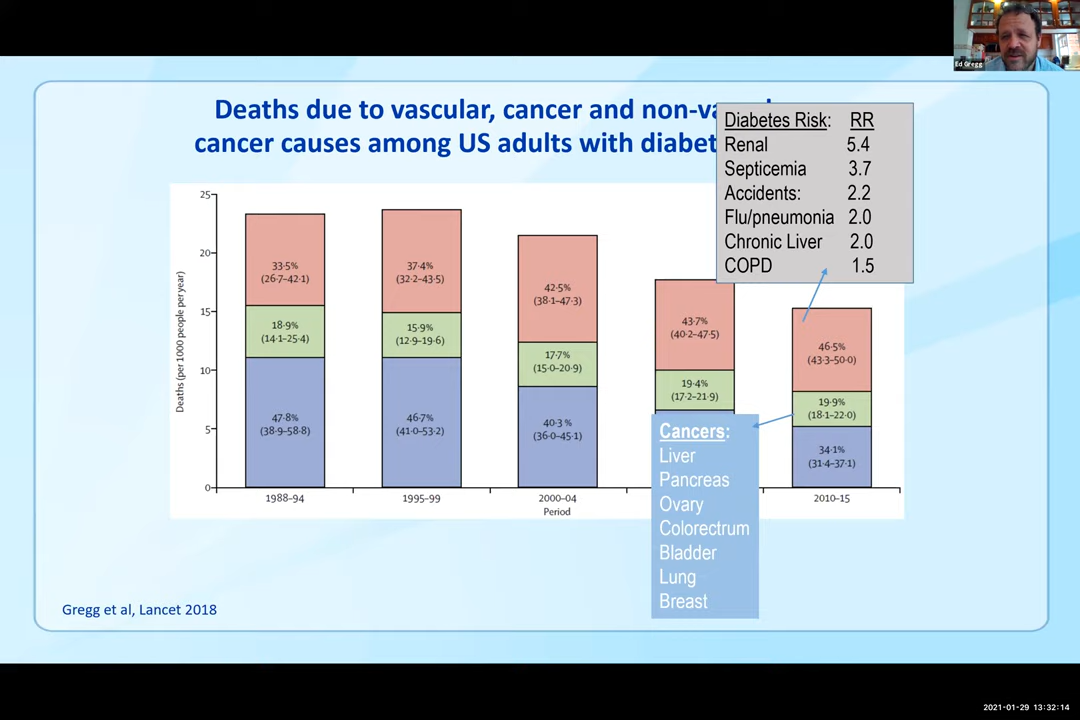 Ed Gregg
Deaths due to vascular, cancer and
cancer causes among US adults with
Diabetes Risk: RR
Renal 5.4
Septicemia 3.7
Accidents: 2.2
Flu/pneumonia 2.0
Chronic Liver 2.0
COPD 1.5
Deaths (per 1000 people per year)
25
20
15
10
5
0
33·5%
(26·7–42·1)
18·9%
(14·1–25·4)
47·8%
(38·9–58·8)
37·4%
(32·2–43·5)
15·9%
(12·9–19·6)
46·7%
(41·0–53·2)
42·5%
(38·1–47·3)
17·7%
(15·0–20·9)
40·3%
(36·0–45·1)
43·7%
(40·2–47·5)
19·4%
(17·2–21·9)
46·5%
(43·3–50·0)
19·9%
(18·1–22·0)
34·1%
(31·4–37·1)
1988–94
1995–99
2000–04
2010–15
Period
Cancers:
Liver
Pancreas
Ovary
Colorectrum
Bladder
Lung
Breast
Gregg et al, Lancet 2018
2021-01-29 13:32:14